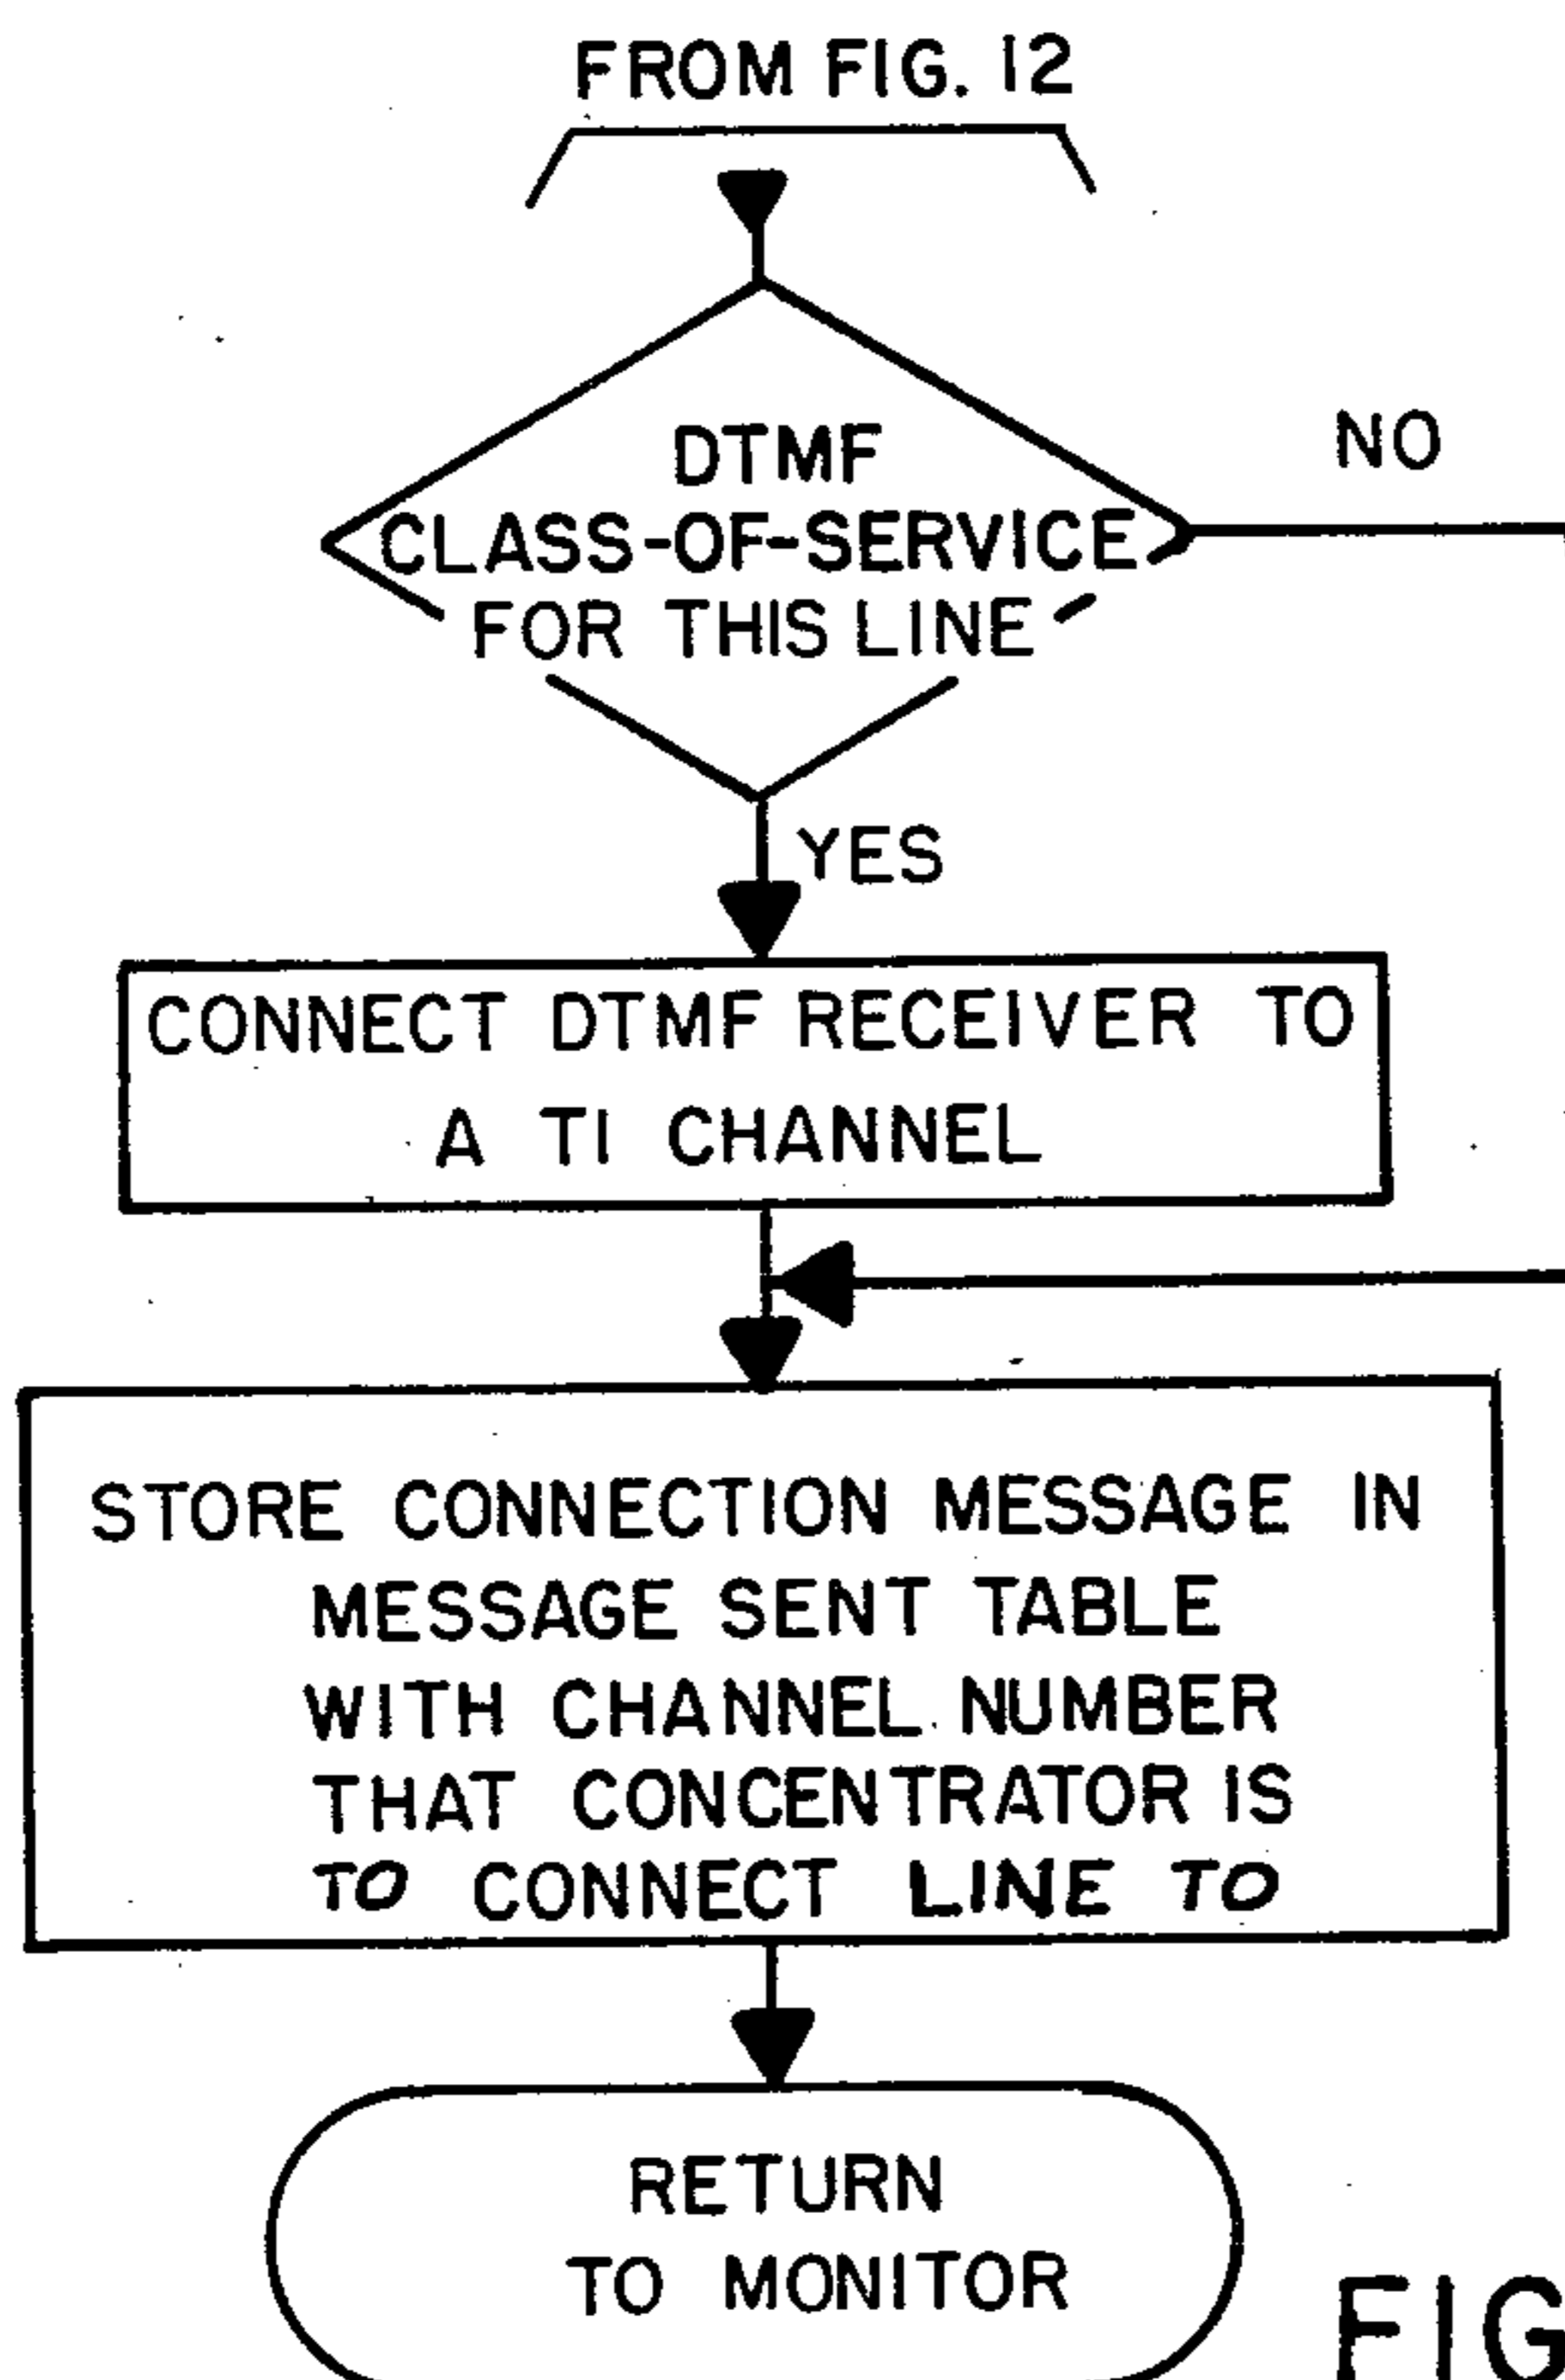 FROM FIG. 12
DTMF
CLASS-OF-SERVICE
FOR THIS LINE
NO
YES
CONNECT DTMF RECEIVER TO
A T1 CHANNEL
STORE CONNECTION MESSAGE IN
MESSAGE SENT TABLE
WITH CHANNEL NUMBER
THAT CONCENTRATOR IS
TO CONNECT LINE TO
RETURN
TO MONITOR
FIG